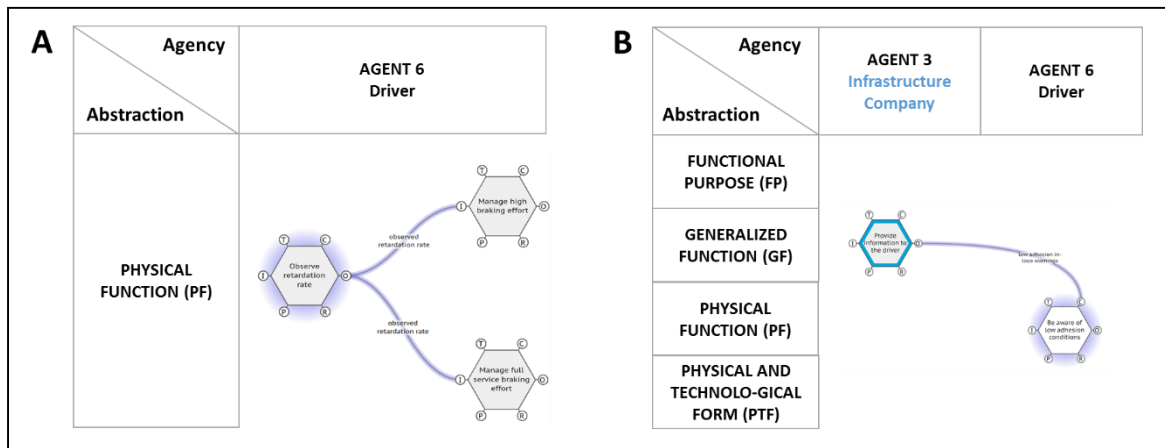 A
Agency
Abstraction
AGENT 6
Driver
PHYSICAL
FUNCTION (PF)
T
C
I
O
P
R
Observe
retardation
rate
observed
retardation rate
observed
retardation rate
T
C
I
O
P
R
Manage high
braking effort
T
C
I
O
P
R
Manage full
service braking
effort
B
Agency
Abstraction
AGENT 3
Infrastructure
Company
AGENT 6
Driver
FUNCTIONAL
PURPOSE (FP)
GENERALIZED
FUNCTION (GF)
PHYSICAL
FUNCTION (PF)
PHYSICAL AND
TECHNOLO-GICAL
FORM (PTF)
T
C
I
O
P
R
Provide
information to
the driver
low adhesion in-
T
C
I
O
P
R
Be aware of
low adhesion
conditions